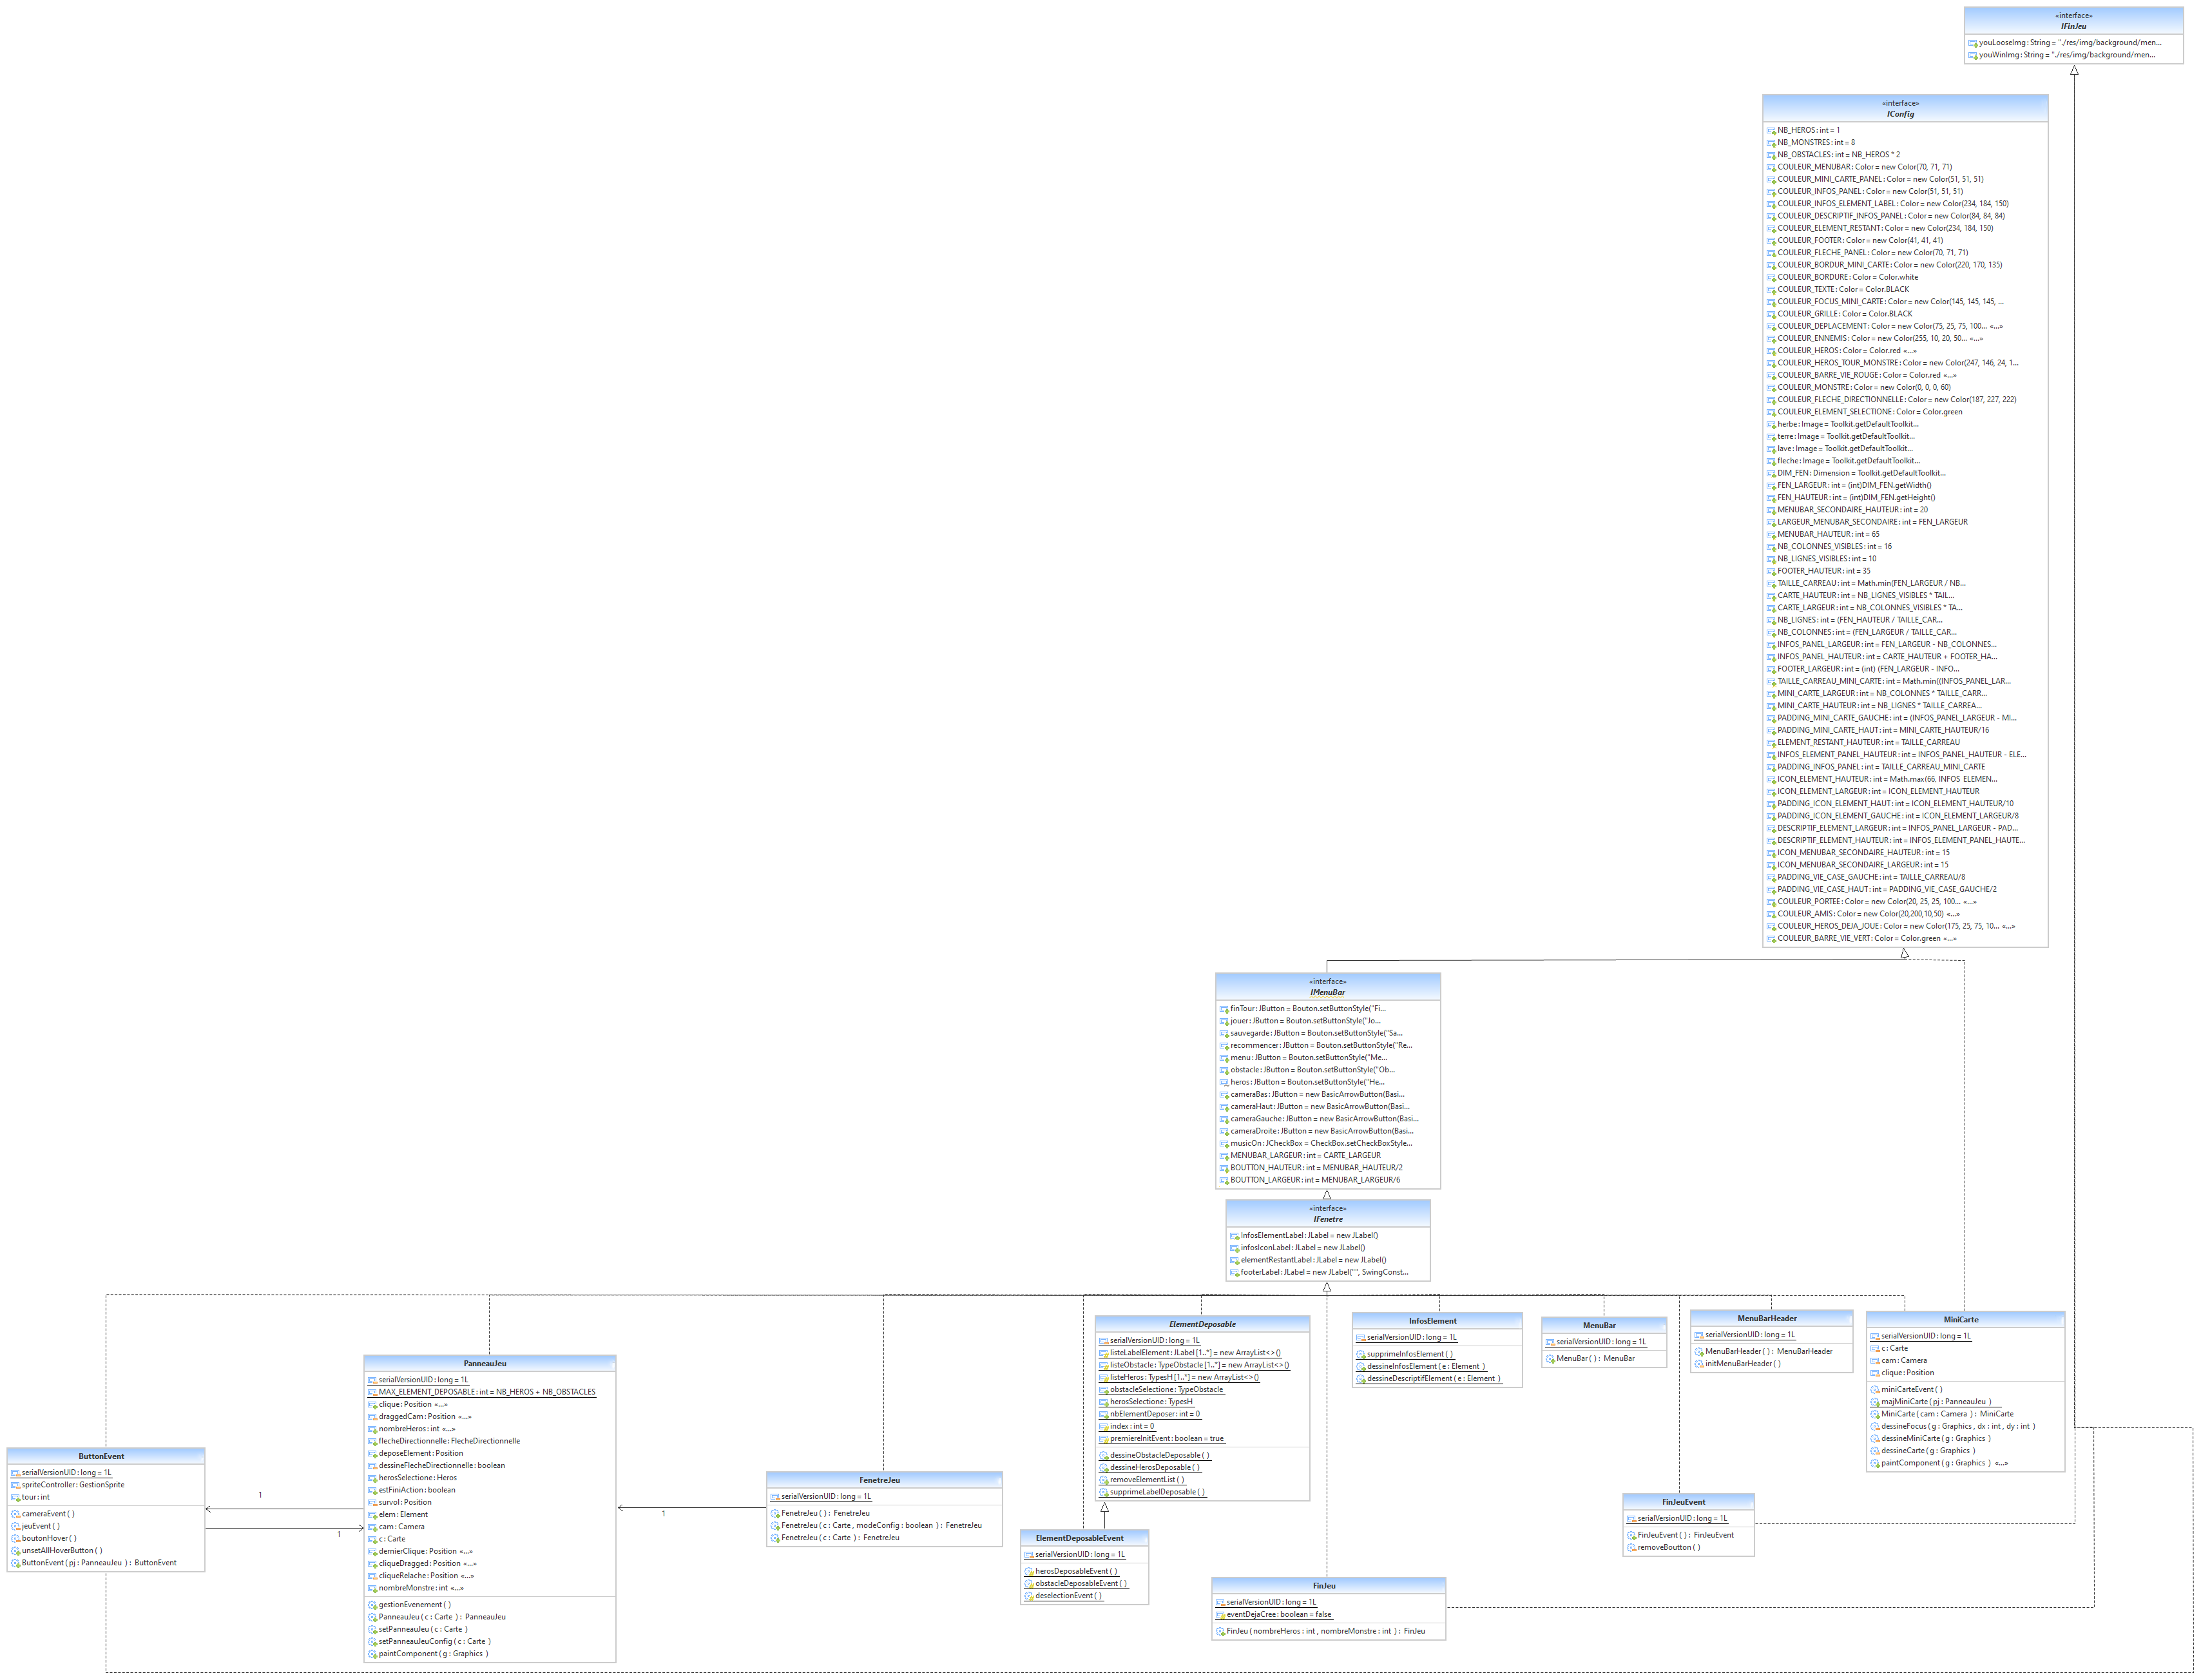 «interface»
IFinJeu
youLooseImg : String = "./res/img/background/men...
youWinImg : String = "./res/img/background/men...
«interface»
IConfig
NB_HEROS : int = 1
NB_MONSTRES : int = 8
NB_OBSTACLES : int = NB_HEROS * 2
COULEUR_MENUBAR : Color = new Color(70, 71, 71)
COULEUR_MINI_CARTE_PANEL : Color = new Color(51, 51, 51)
COULEUR_INFOS_PANEL : Color = new Color(51, 51, 51)
COULEUR_INFOS_ELEMENT_LABEL : Color = new Color(234, 184, 150)
COULEUR_DESCRIPTIF_INFOS_PANEL : Color = new Color(84, 84, 84)
COULEUR_ELEMENT_RESTANT : Color = new Color(234, 184, 150)
COULEUR_FOOTER : Color = new Color(41, 41, 41)
COULEUR_FLECHE_PANEL : Color = new Color(70, 71, 71)
COULEUR_BORDUR_MINI_CARTE : Color = new Color(220, 170, 135)
COULEUR_BORDURE : Color = Color.white
COULEUR_TEXTE : Color = Color.BLACK
COULEUR_FOCUS_MINI_CARTE : Color = new Color(145, 145, 145, ...
COULEUR_GRILLE : Color = Color.BLACK
COULEUR_DEPLACEMENT : Color = new Color(75, 25, 75, 100... «...»
COULEUR_ENNEMIS : Color = new Color(255, 10, 20, 50... «...»
COULEUR_HEROS : Color = Color.red «...»
COULEUR_HEROS_TOUR_MONSTRE : Color = new Color(247, 146, 24, 1...
COULEUR_BARRE_VIE_ROUGE : Color = Color.red «...»
COULEUR_MONSTRE : Color = new Color(0, 0, 0, 60)
COULEUR_FLECHE_DIRECTIONNELLE : Color = new Color(187, 227, 222)
COULEUR_ELEMENT_SELECTIONE : Color = Color.green
herbe : Image = Toolkit.getDefaultToolkit...
terre : Image = Toolkit.getDefaultToolkit...
lave : Image = Toolkit.getDefaultToolkit...
fleche : Image = Toolkit.getDefaultToolkit...
DIM_FEN : Dimension = Toolkit.getDefaultToolkit...
FEN_LARGEUR : int = (int)DIM_FEN.getWidth()
FEN_HAUTEUR : int = (int)DIM_FEN.getHeight()
MENUBAR_SECONDAIRE_HAUTEUR : int = 20
LARGEUR_MENUBAR_SECONDAIRE : int = FEN_LARGEUR
MENUBAR_HAUTEUR : int = 65
NB_COLONNES_VISIBLES : int = 16
NB_LIGNES_VISIBLES : int = 10
FOOTER_HAUTEUR : int = 35
TAILLE_CARREAU : int = Math.min(FEN_LARGEUR / NB...
CARTE_HAUTEUR : int = NB_LIGNES_VISIBLES * TAIL...
CARTE_LARGEUR : int = NB_COLONNES_VISIBLES * TA...
NB_LIGNES : int = (FEN_HAUTEUR / TAILLE_CAR...
NB_COLONNES : int = (FEN_LARGEUR / TAILLE_CAR...
INFOS_PANEL_LARGEUR : int = FEN_LARGEUR - NB_COLONNES...
INFOS_PANEL_HAUTEUR : int = CARTE_HAUTEUR + FOOTER_HA...
FOOTER_LARGEUR : int = (int) (FEN_LARGEUR - INFO...
TAILLE_CARREAU_MINI_CARTE : int = Math.min((INFOS_PANEL_LAR...
MINI_CARTE_LARGEUR : int = NB_COLONNES * TAILLE_CARR...
MINI_CARTE_HAUTEUR : int = NB_LIGNES * TAILLE_CARREA...
PADDING_MINI_CARTE_GAUCHE : int = (INFOS_PANEL_LARGEUR - MI...
PADDING_MINI_CARTE_HAUT : int = MINI_CARTE_HAUTEUR/16
ELEMENT_RESTANT_HAUTEUR : int = TAILLE_CARREAU
INFOS_ELEMENT_PANEL_HAUTEUR : int = INFOS_PANEL_HAUTEUR - ELE...
PADDING_INFOS_PANEL : int = TAILLE_CARREAU_MINI_CARTE
ICON_ELEMENT_HAUTEUR : int = Math.max(66, INFOS_ELEMEN...
ICON_ELEMENT_LARGEUR : int = ICON_ELEMENT_HAUTEUR
PADDING_ICON_ELEMENT_HAUT : int = ICON_ELEMENT_HAUTEUR/10
PADDING_ICON_ELEMENT_GAUCHE : int = ICON_ELEMENT_LARGEUR/8
DESCRIPTIF_ELEMENT_LARGEUR : int = INFOS_PANEL_LARGEUR - PAD...
DESCRIPTIF_ELEMENT_HAUTEUR : int = INFOS_ELEMENT_PANEL_HAUTE...
ICON_MENUBAR_SECONDAIRE_HAUTEUR : int = 15
ICON_MENUBAR_SECONDAIRE_LARGEUR : int = 15
PADDING_VIE_CASE_GAUCHE : int = TAILLE_CARREAU/8
PADDING_VIE_CASE_HAUT : int = PADDING_VIE_CASE_GAUCHE/2
COULEUR_PORTEE : Color = new Color(20, 25, 25, 100... «...»
COULEUR_AMIS : Color = new Color(20,200,10,50) «...»
COULEUR_HEROS_DEJA_JOUE : Color = new Color(175, 25, 75, 10... «...»
COULEUR_BARRE_VIE_VERT : Color = Color.green «...»
«interface»
IMenuBar
finTour : JButton = Bouton.setButtonStyle("Fi...
jouer : JButton = Bouton.setButtonStyle("Jo...
sauvegarde : JButton = Bouton.setButtonStyle("Sa...
recommencer : JButton = Bouton.setButtonStyle("Re...
menu : JButton = Bouton.setButtonStyle("Me...
obstacle : JButton = Bouton.setButtonStyle("Ob...
heros : JButton = Bouton.setButtonStyle("He...
cameraBas : JButton = new BasicArrowButton(Basi...
cameraHaut : JButton = new BasicArrowButton(Basi...
cameraGauche : JButton = new BasicArrowButton(Basi...
cameraDroite : JButton = new BasicArrowButton(Basi...
musicOn : JCheckBox = CheckBox.setCheckBoxStyle...
MENUBAR_LARGEUR : int = CARTE_LARGEUR
BOUTTON_HAUTEUR : int = MENUBAR_HAUTEUR/2
BOUTTON_LARGEUR : int = MENUBAR_LARGEUR/6
«interface»
IFenetre
InfosElementLabel : JLabel = new JLabel()
infosIconLabel : JLabel = new JLabel()
elementRestantLabel : JLabel = new JLabel()
footerLabel : JLabel = new JLabel("", SwingConst...
ButtonEvent
serialVersionUID : long = 1L
spriteController : GestionSprite
tour : int
cameraEvent ( )
jeuEvent ( )
boutonHover ( )
unsetAllHoverButton ( )
ButtonEvent ( pj : PanneauJeu ) : ButtonEvent
1
1
PanneauJeu
serialVersionUID : long = 1L
MAX_ELEMENT_DEPOSABLE : int = NB_HEROS + NB_OBSTACLES
clique : Position «...»
draggedCam : Position «...»
nombreHeros : int «...»
flecheDirectionnelle : FlecheDirectionnelle
deposeElement : Position
dessineFlecheDirectionnelle : boolean
herosSelectione : Heros
estFiniAction : boolean
survol : Position
elem : Element
cam : Camera
c : Carte
dernierClique : Position «...»
cliqueDragged : Position «...»
cliqueRelache : Position «...»
nombreMonstre : int «...»
gestionEvenement ( )
PanneauJeu ( c : Carte ) : PanneauJeu
setPanneauJeu ( c : Carte )
setPanneauJeuConfig ( c : Carte )
paintComponent ( g : Graphics )
1
FenetreJeu
serialVersionUID : long = 1L
FenetreJeu ( ) : FenetreJeu
FenetreJeu ( c : Carte , modeConfig : boolean ) : FenetreJeu
FenetreJeu ( c : Carte ) : FenetreJeu
ElementDeposable
serialVersionUID : long = 1L
listeLabelElement : JLabel [1..*] = new ArrayList<>()
listeObstacle : TypeObstacle [1..*] = new ArrayList<>()
listeHeros : TypesH [1..*] = new ArrayList<>()
obstacleSelectione : TypeObstacle
herosSelectione : TypesH
nbElementDeposer : int = 0
index : int = 0
premiereInitEvent : boolean = true
dessineObstacleDeposable ( )
dessineHerosDeposable ( )
removeElementList ( )
supprimeLabelDeposable ( )
ElementDeposableEvent
serialVersionUID : long = 1L
herosDeposableEvent ( )
obstacleDeposableEvent ( )
deselectionEvent ( )
FinJeu
serialVersionUID : long = 1L
eventDejaCree : boolean = false
FinJeu ( nombreHeros : int , nombreMonstre : int ) : FinJeu
InfosElement
serialVersionUID : long = 1L
supprimeInfosElement ( )
dessineInfosElement ( e : Element )
dessineDescriptifElement ( e : Element )
MenuBar
serialVersionUID : long = 1L
MenuBar ( ) : MenuBar
MenuBarHeader
serialVersionUID : long = 1L
MenuBarHeader ( ) : MenuBarHeader
initMenuBarHeader ( )
FinJeuEvent
serialVersionUID : long = 1L
FinJeuEvent ( ) : FinJeuEvent
removeBoutton ( )
MiniCarte
serialVersionUID : long = 1L
c : Carte
cam : Camera
clique : Position
miniCarteEvent ( )
majMiniCarte ( pj : PanneauJeu )
MiniCarte ( cam : Camera ) : MiniCarte
dessineFocus ( g : Graphics , dx : int , dy : int )
dessineMiniCarte ( g : Graphics )
dessineCarte ( g : Graphics )
paintComponent ( g : Graphics ) «...»